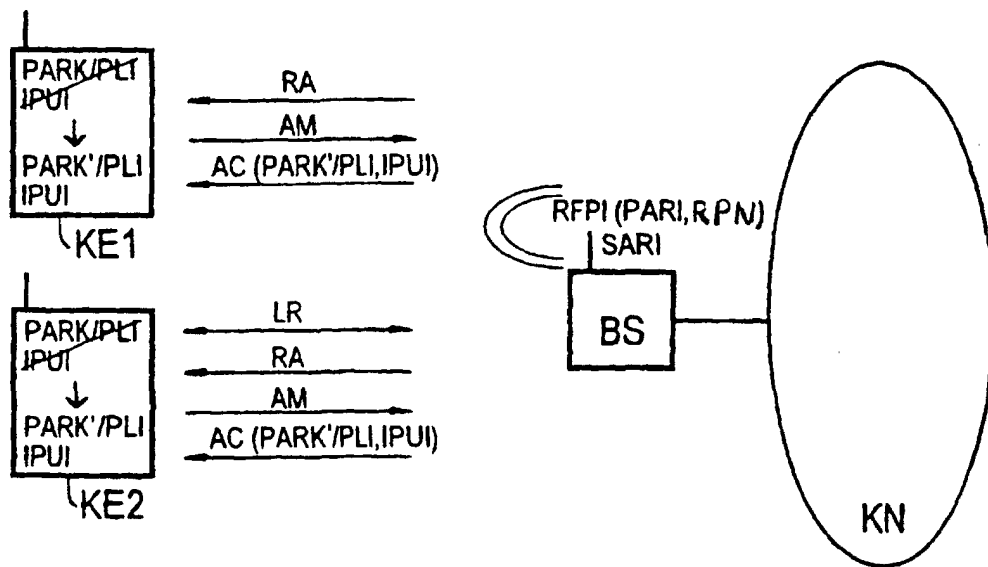 PARK/PLI
IPUI
PARK'/PLI
IPUI
KE1
RA
AM
AC (PARK'/PLI,IPUI)
RFPI (PARI,RPN)
SARI
BS
KN
PARK/PLI
IPUI
PARK'/PLI
IPUI
KE2
LR
RA
AM
AC (PARK'/PLI,IPUI)